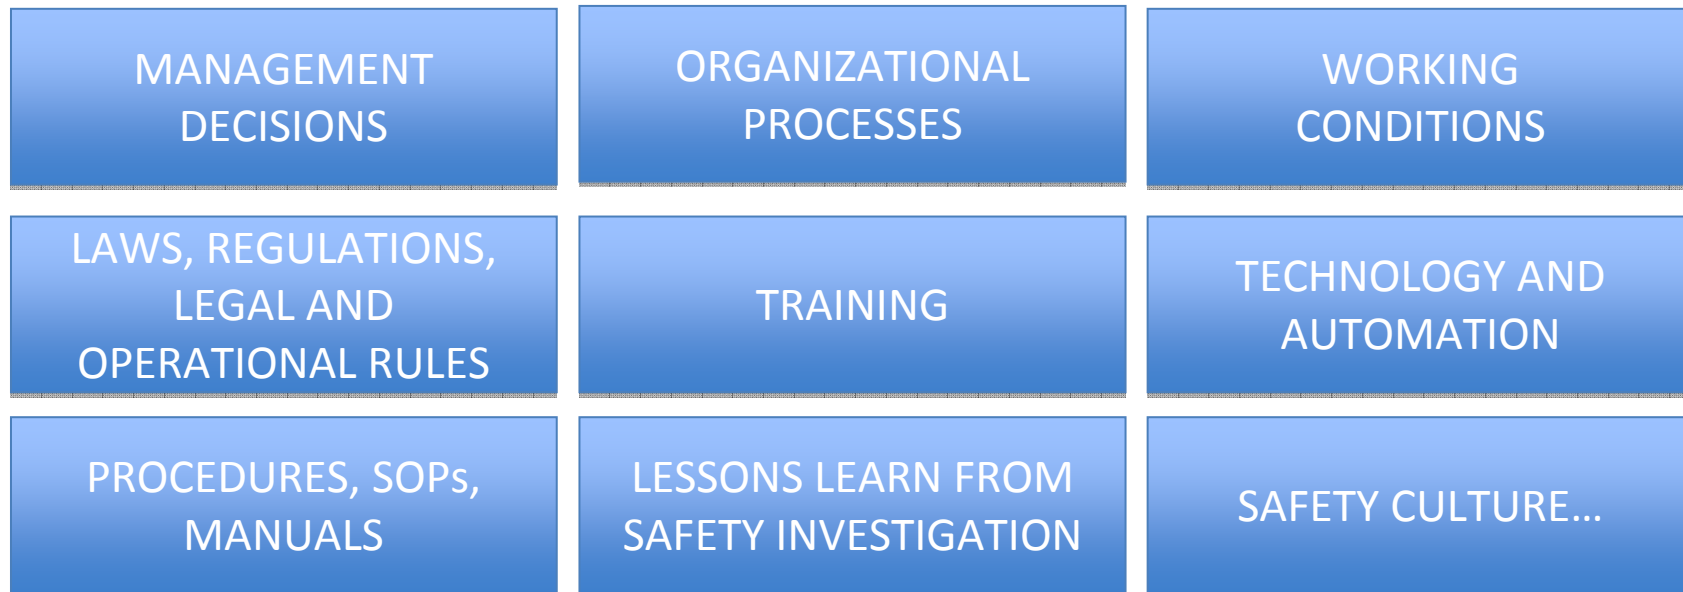 MANAGEMENT
DECISIONS
ORGANIZATIONAL
PROCESSES
WORKING
CONDITIONS
LAWS, REGULATIONS,
LEGAL AND
OPERATIONAL RULES
TRAINING
TECHNOLOGY AND
AUTOMATION
PROCEDURES, SOPs,
MANUALS
LESSONS LEARN FROM
SAFETY INVESTIGATION
SAFETY CULTURE...